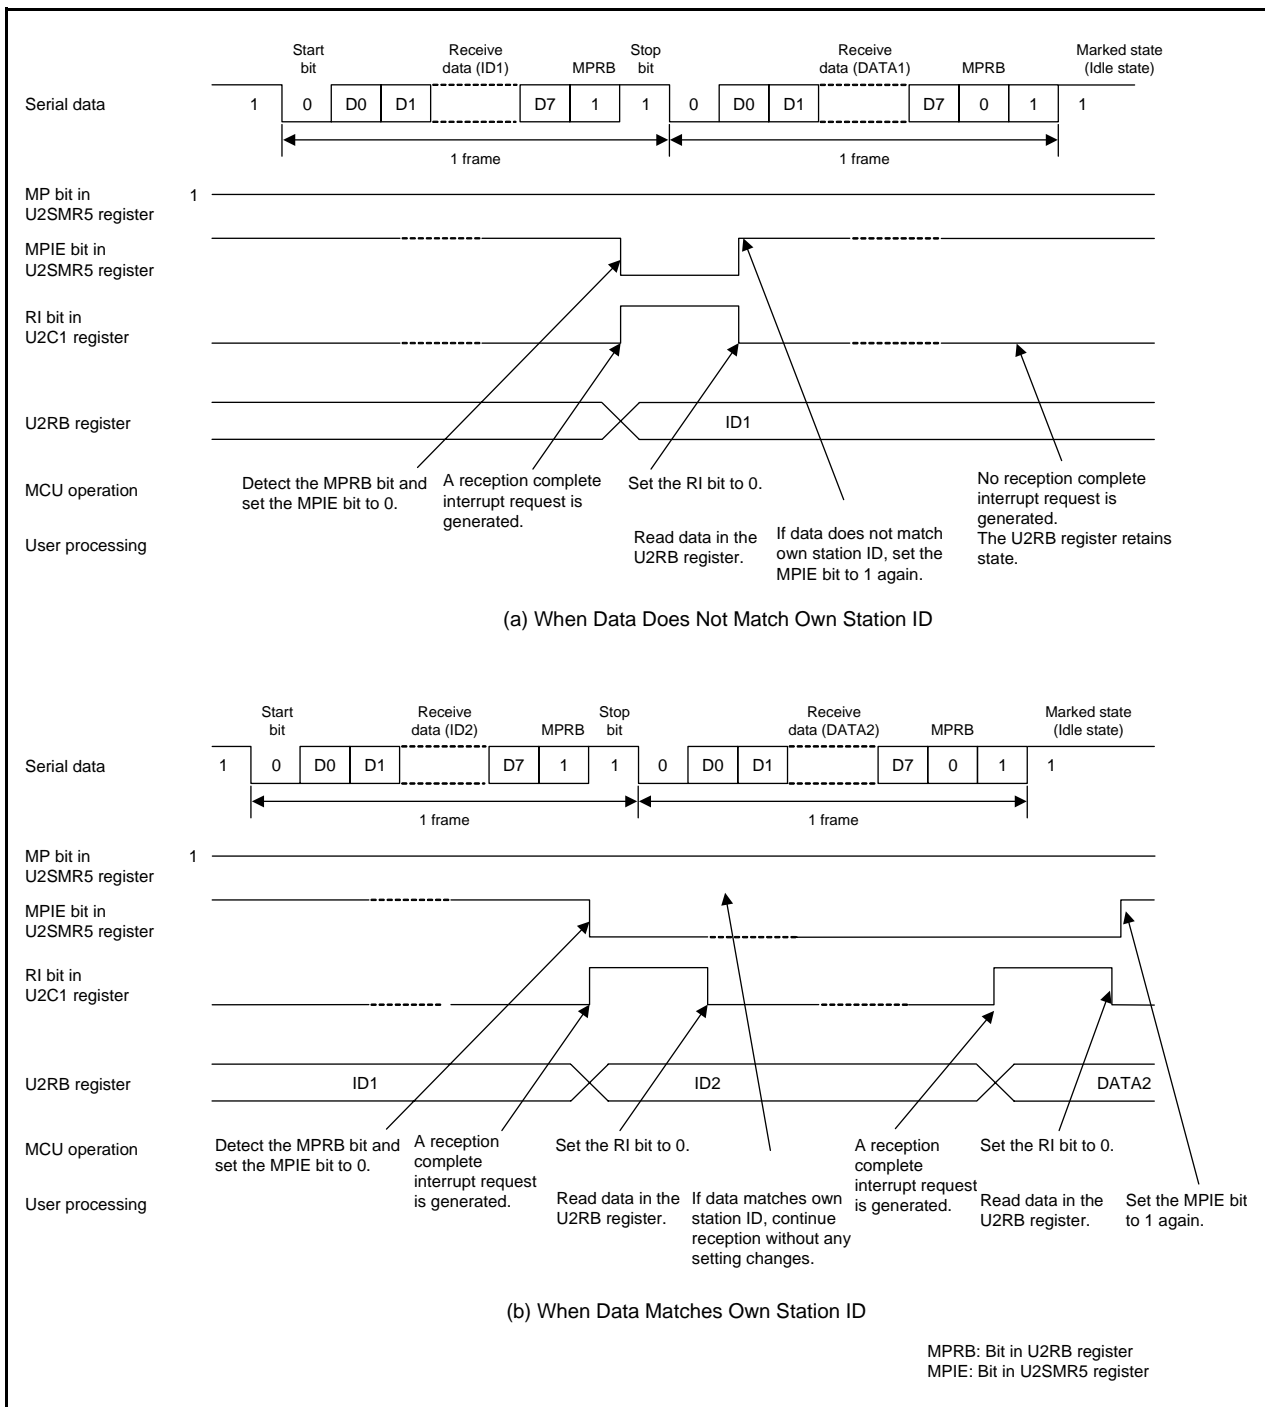 Start
bit
Receive
data (ID1)
MPRB
Stop
bit
Receive
data (DATA1)
MPRB
Marked state
(Idle state)
Serial data
1 0 D0 D1 D7 1 1 0 D0 D1 D7 0 1 1
1 frame
1 frame
MP bit in
U2SMR5 register
1
MPIE bit in
U2SMR5 register
RI bit in
U2C1 register
U2RB register
ID1
MCU operation
Detect the MPRB bit and
set the MPIE bit to 0.
A reception complete
interrupt request is
generated.
Set the RI bit to 0.
No reception complete
interrupt request is
generated.
The U2RB register retains
state.
User processing
Read data in the
U2RB register.
If data does not match
own station ID, set the
MPIE bit to 1 again.
(a) When Data Does Not Match Own Station ID
Start
bit
Receive
data (ID2)
MPRB
Stop
bit
Receive
data (DATA2)
MPRB
Marked state
(Idle state)
Serial data
1 0 D0 D1 D7 1 1 0 D0 D1 D7 0 1 1
1 frame
1 frame
MP bit in
U2SMR5 register
1
MPIE bit in
U2SMR5 register
RI bit in
U2C1 register
U2RB register
ID1
ID2
DATA2
MCU operation
Detect the MPRB bit and
set the MPIE bit to 0.
A reception
complete
interrupt request
is generated.
Set the RI bit to 0.
A reception
complete
interrupt request
is generated.
Set the RI bit to 0.
User processing
Read data in the
U2RB register.
If data matches own
station ID, continue
reception without any
setting changes.
Read data in the
U2RB register.
Set the MPIE bit
to 1 again.
(b) When Data Matches Own Station ID
MPRB: Bit in U2RB register
MPIE: Bit in U2SMR5 register